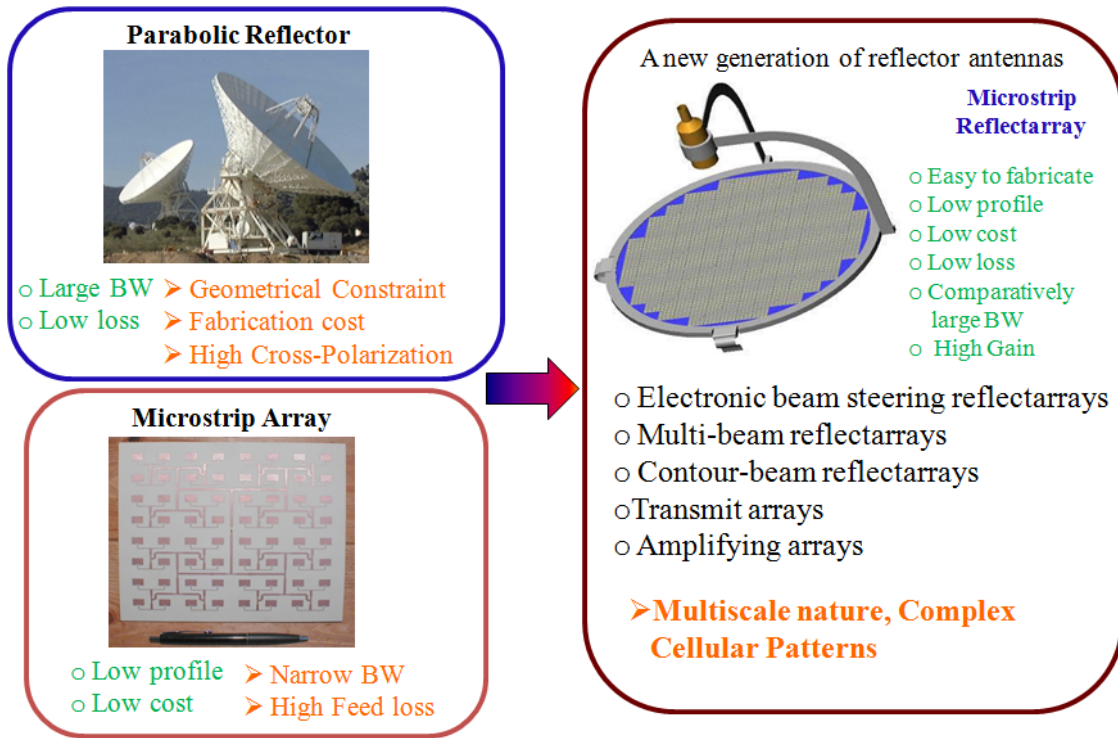 Parabolic Reflector
o Large BW
o Low loss
➢ Geometrical Constraint
➢ Fabrication cost
➢ High Cross-Polarization
Microstrip Array
o Low profile
o Low cost
➢ Narrow BW
➢ High Feed loss
A new generation of reflector antennas
Microstrip
Reflectarray
o Easy to fabricate
o Low profile
o Low cost
o Low loss
o Comparatively
large BW
o High Gain
o Electronic beam steering reflectarrays
o Multi-beam reflectarrays
o Contour-beam reflectarrays
oTransmit arrays
o Amplifying arrays
➢Multiscale nature, Complex
Cellular Patterns